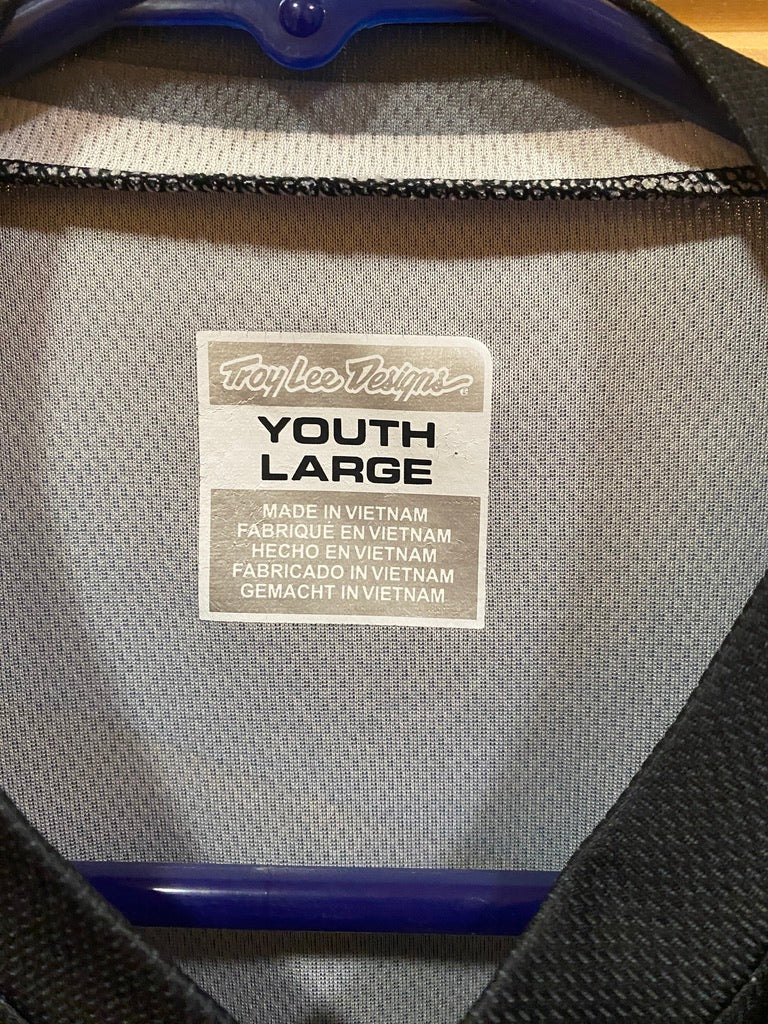 Troy Lee Designs
YOUTH
LARGE
MADE IN VIETNAM
FABRIQUÉ EN VIETNAM
HECHO EN VIETNAM
FABRICADO IN VIETNAM
GEMACHT IN VIETNAM